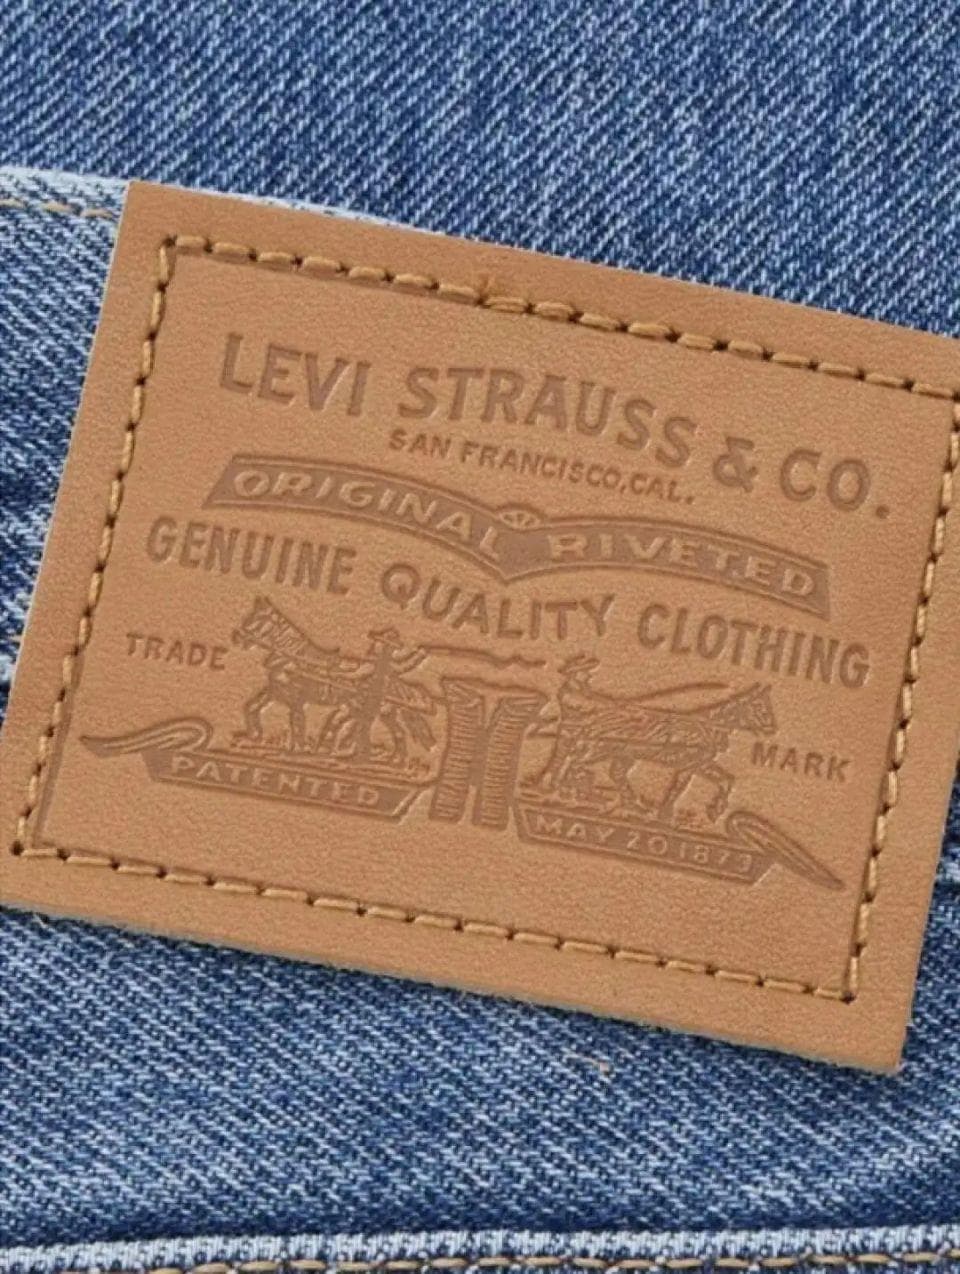 LEVI STRAUSS & CO.
SAN FRANCISCO, CAL.
ORIGINAL RIVETED
GENUINE QUALITY CLOTHING
TRADE MARK
PATENTED MAY 20 1873